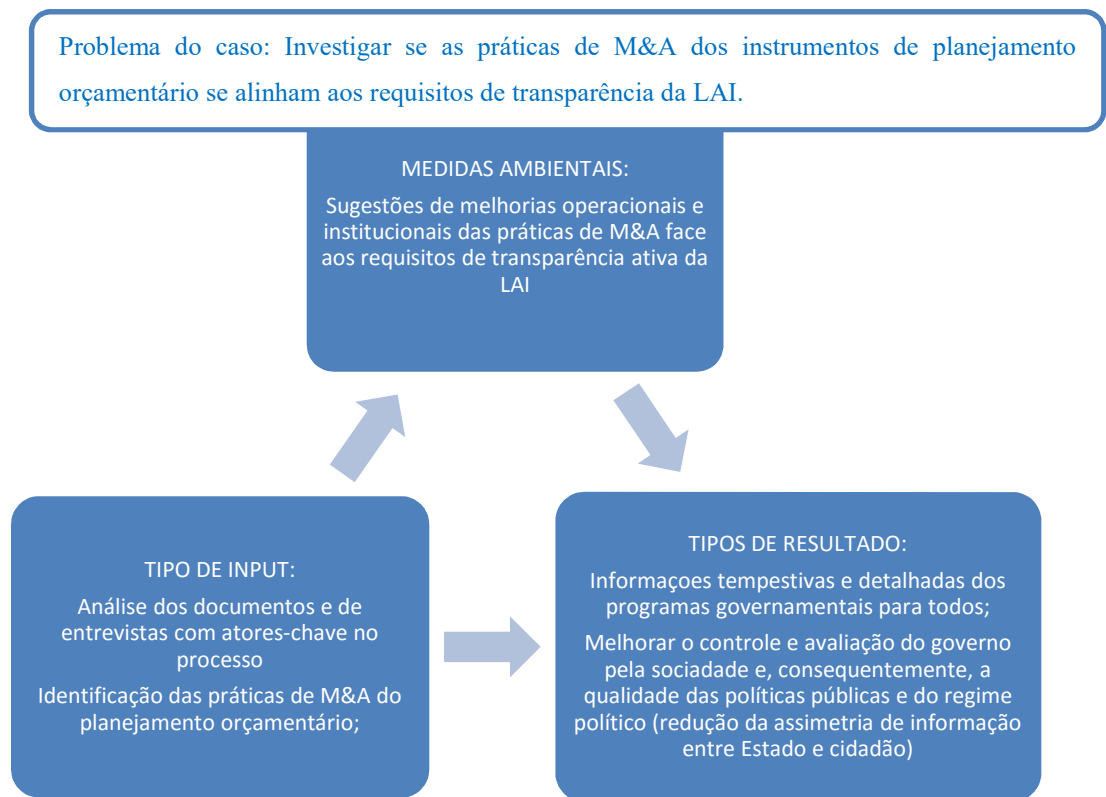 Problema do caso: Investigar se as práticas de M&A dos instrumentos de planejamento
orçamentário se alinham aos requisitos de transparência da LAI.
MEDIDAS AMBIENTAIS:
Sugestões de melhorias operacionais e
institucionais das práticas de M&A face
aos requisitos de transparência ativa da
LAI
TIPO DE INPUT:
Análise dos documentos e de
entrevistas com atores-chave no
processo
Identificação das práticas de M&A do
planejamento orçamentário;
TIPOS DE RESULTADO:
Informaçoes tempestivas e detalhadas dos
programas governamentais para todos;
Melhorar o controle e avaliação do governo
pela sociadade e, consequentemente, a
qualidade das políticas públicas e do regime
político (redução da assimetria de informação
entre Estado e cidadão)